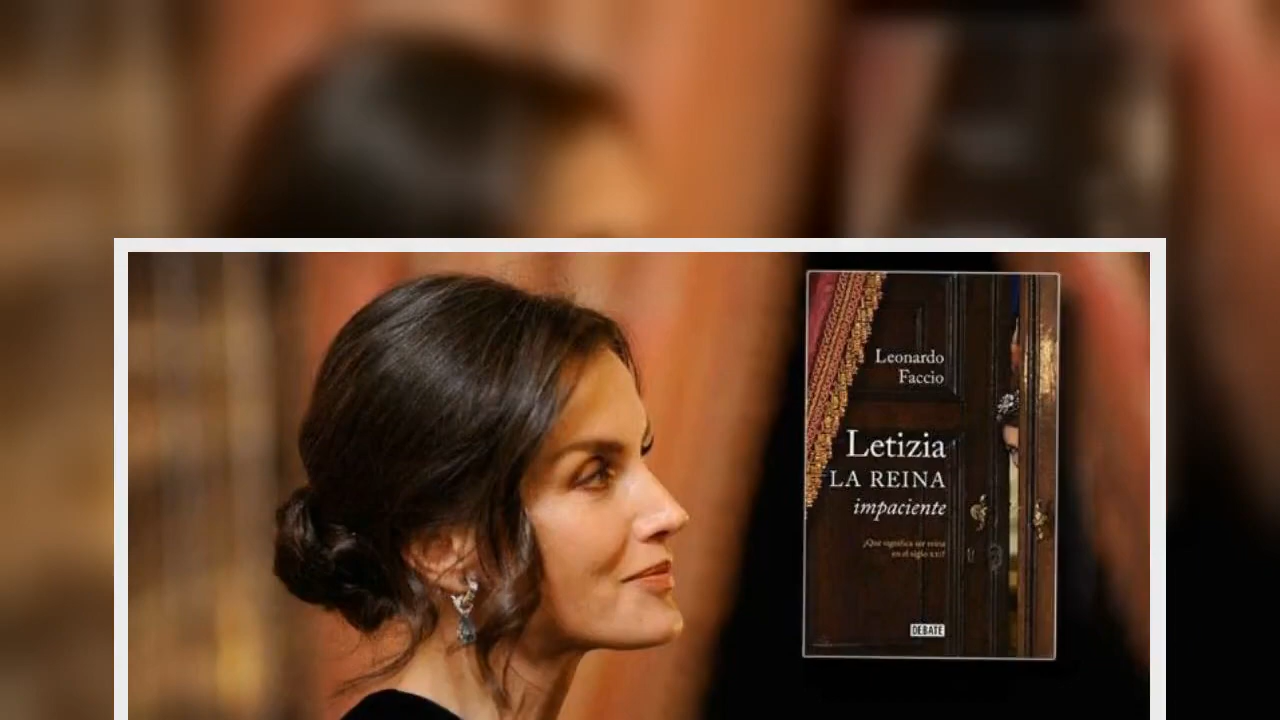 Leonardo
Faccio
Letizia
LA REINA
impaciente
¿Qué significa ser reina
en el siglo XXI?
DEBATE